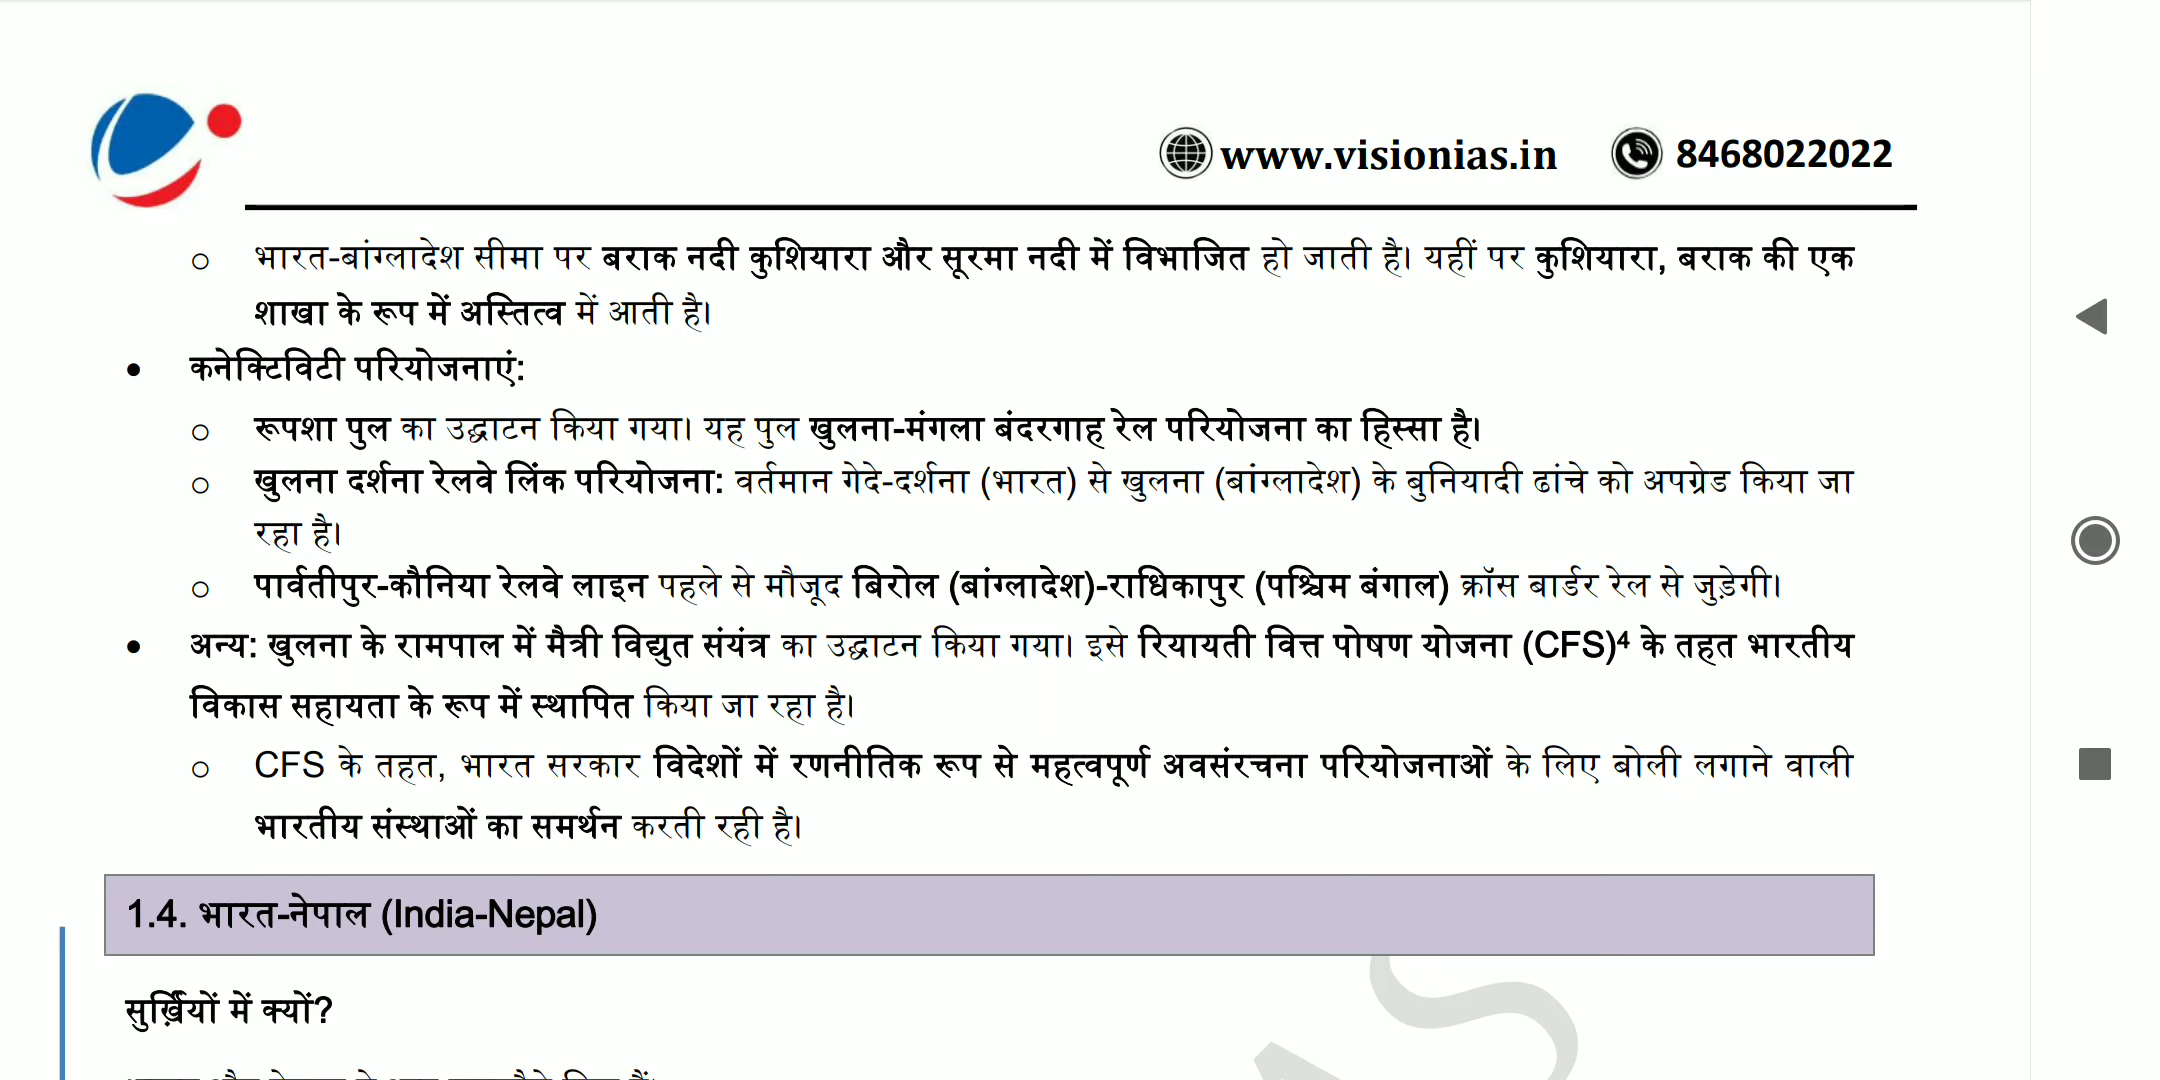 www.visionias.in 8468022022
○ भारत-बांग्लादेश सीमा पर बराक नदी कुशियारा और सूरमा नदी में विभाजित हो जाती है। यहीं पर कुशियारा, बराक की एक
शाखा के रूप में अस्तित्व में आती है।
• कनेक्टिविटी परियोजनाएं:
○ रूपशा पुल का उद्घाटन किया गया। यह पुल खुलना-मंगला बंदरगाह रेल परियोजना का हिस्सा है।
○ खुलना दर्शना रेलवे लिंक परियोजना: वर्तमान गेदे-दर्शना (भारत) से खुलना (बांग्लादेश) के बुनियादी ढांचे को अपग्रेड किया जा
रहा है।
○ पार्वतीपुर-कौनिया रेलवे लाइन पहले से मौजूद बिरोल (बांग्लादेश)-राधिकापुर (पश्चिम बंगाल) क्रॉस बार्डर रेल से जुड़ेगी।
• अन्य: खुलना के रामपाल में मैत्री विद्युत संयंत्र का उद्घाटन किया गया। इसे रियायती वित्त पोषण योजना (CFS)⁴ के तहत भारतीय
विकास सहायता के रूप में स्थापित किया जा रहा है।
○ CFS के तहत, भारत सरकार विदेशों में रणनीतिक रूप से महत्वपूर्ण अवसंरचना परियोजनाओं के लिए बोली लगाने वाली
भारतीय संस्थाओं का समर्थन करती रही है।
1.4. भारत-नेपाल (India-Nepal)
सुर्ख़ियों में क्यों?